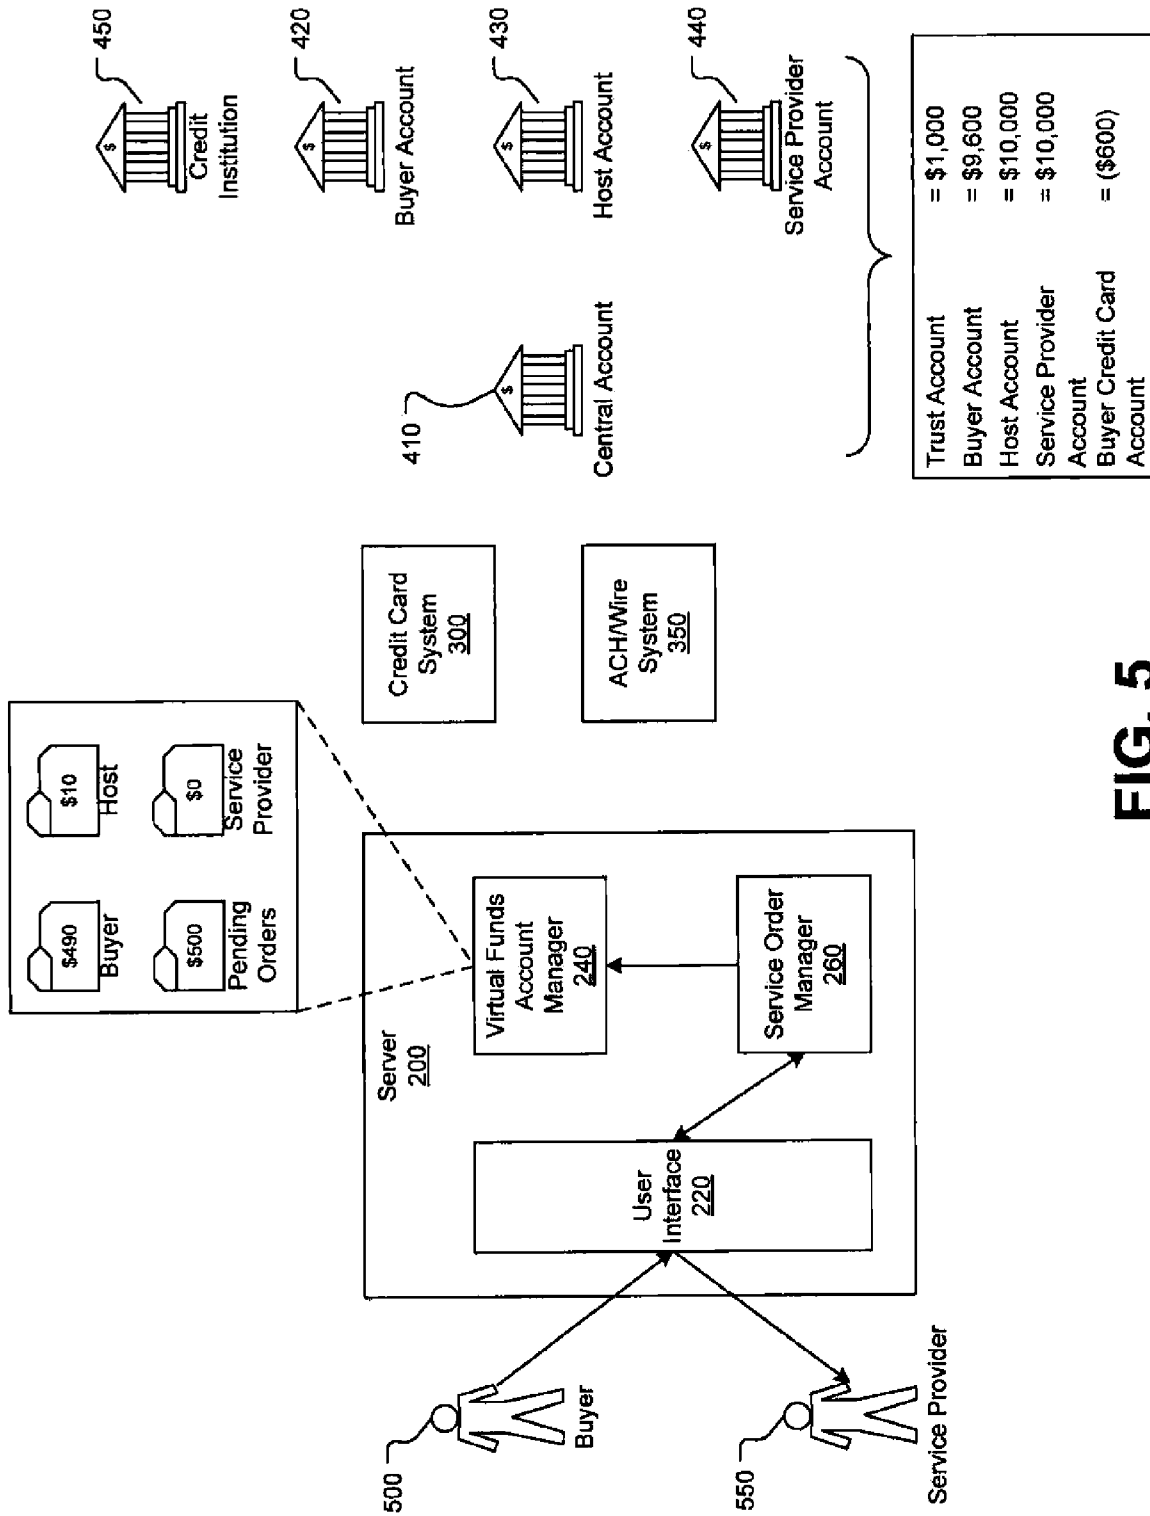 $490
Buyer
$10
Host
$500
Pending
Orders
$0
Service
Provider
500
Buyer
550
Service Provider
Server
200
User
Interface
220
Virtual Funds
Account
Manager
240
Service Order
Manager
260
Credit Card
System
300
ACH/Wire
System
350
410
$
Central Account
450
$
Credit
Institution
420
$
Buyer Account
430
$
Host Account
440
$
Service Provider
Account
Trust Account = $1,000
Buyer Account = $9,600
Host Account = $10,000
Service Provider = $10,000
Account
Buyer Credit Card = ($600)
Account
FIG. 5